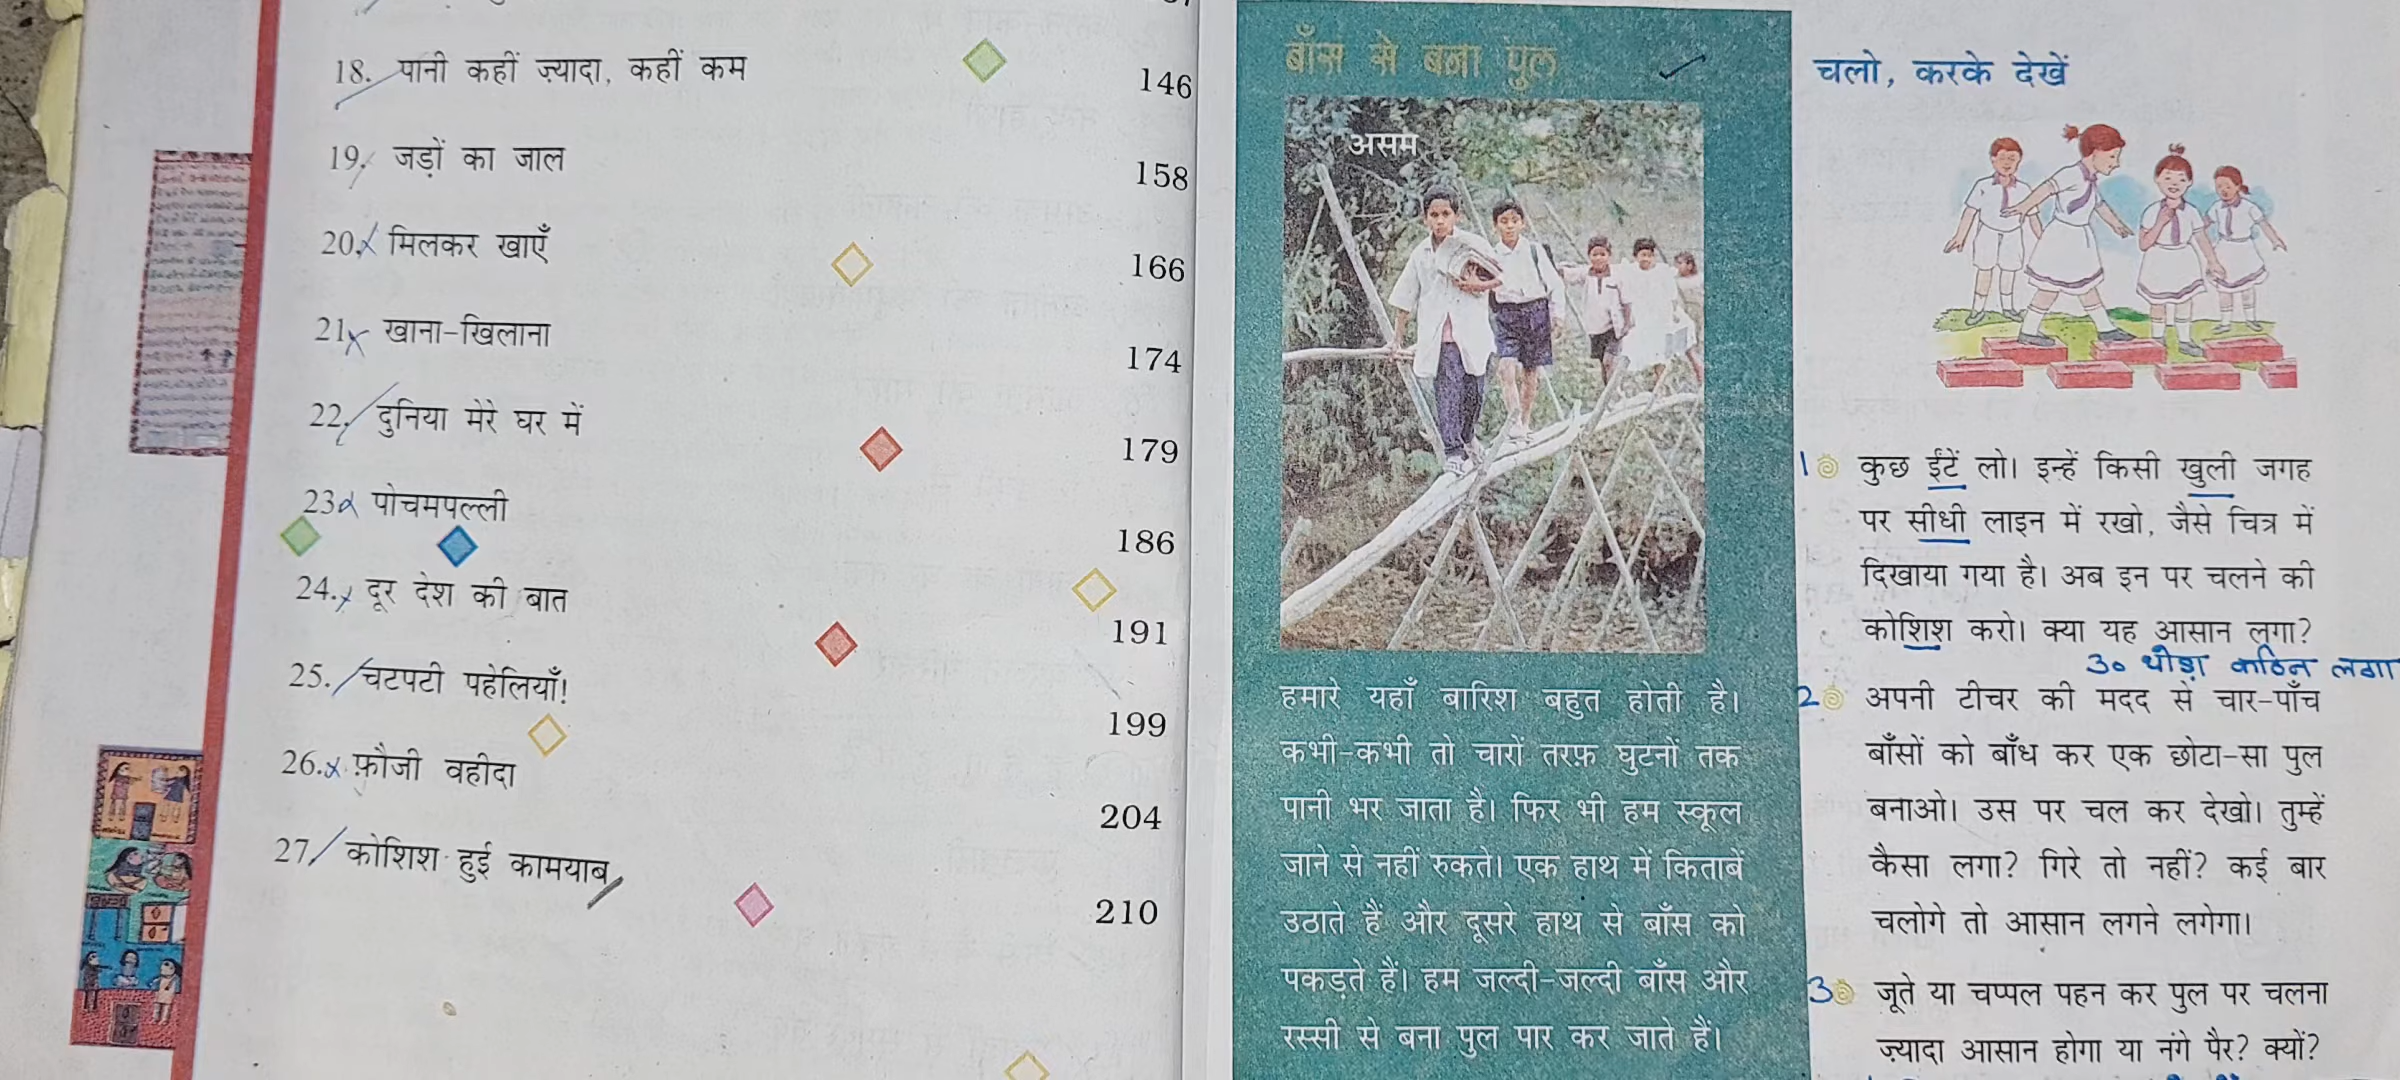 18. पानी कहीं ज़्यादा, कहीं कम 146
19. जड़ों का जाल 158
20. मिलकर खाएँ 166
21. खाना-खिलाना 174
22. दुनिया मेरे घर में 179
23. पोचमपल्ली 186
24. दूर देश की बात 191
25. चटपटी पहेलियाँ! 199
26. फ़ौजी वहीदा 204
27. कोशिश हुई कामयाब 210
बाँस से बना पुल
असम
हमारे यहाँ बारिश बहुत होती है।
कभी-कभी तो चारों तरफ़ घुटनों तक
पानी भर जाता है। फिर भी हम स्कूल
जाने से नहीं रुकते। एक हाथ में किताबें
उठाते हैं और दूसरे हाथ से बाँस को
पकड़ते हैं। हम जल्दी-जल्दी बाँस और
रस्सी से बना पुल पार कर जाते हैं।
चलो, करके देखें
1 कुछ ईंटें लो। इन्हें किसी खुली जगह
पर सीधी लाइन में रखो, जैसे चित्र में
दिखाया गया है। अब इन पर चलने की
कोशिश करो। क्या यह आसान लगा?
उ० थोड़ा कठिन लगा
2 अपनी टीचर की मदद से चार-पाँच
बाँसों को बाँध कर एक छोटा-सा पुल
बनाओ। उस पर चल कर देखो। तुम्हें
कैसा लगा? गिरे तो नहीं? कई बार
चलोगे तो आसान लगने लगेगा।
3 जूते या चप्पल पहन कर पुल पर चलना
ज़्यादा आसान होगा या नंगे पैर? क्यों?